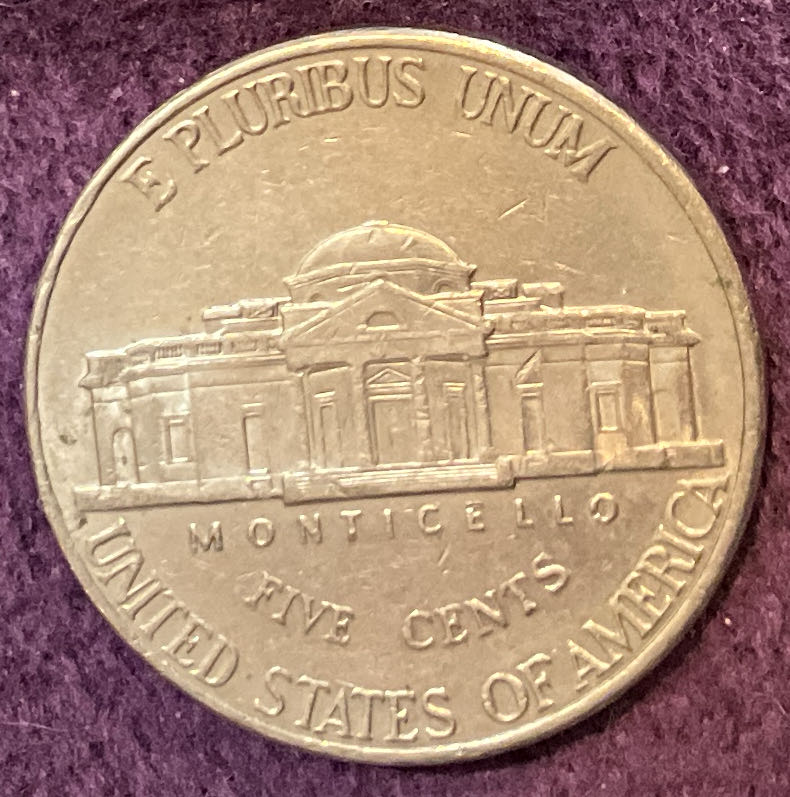 E PLURIBUS UNUM
MONTICELLO
FIVE CENTS
UNITED STATES OF AMERICA